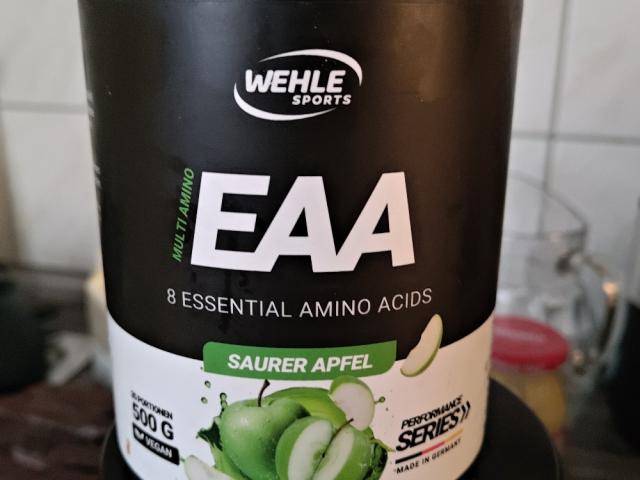 WEHLE
SPORTS
MULTI AMINO
EAA
8 ESSENTIAL AMINO ACIDS
SAURER APFEL
PORTIONEN
500 G
VEGAN
PERFORMANCE
SERIES
*MADE IN GERMANY